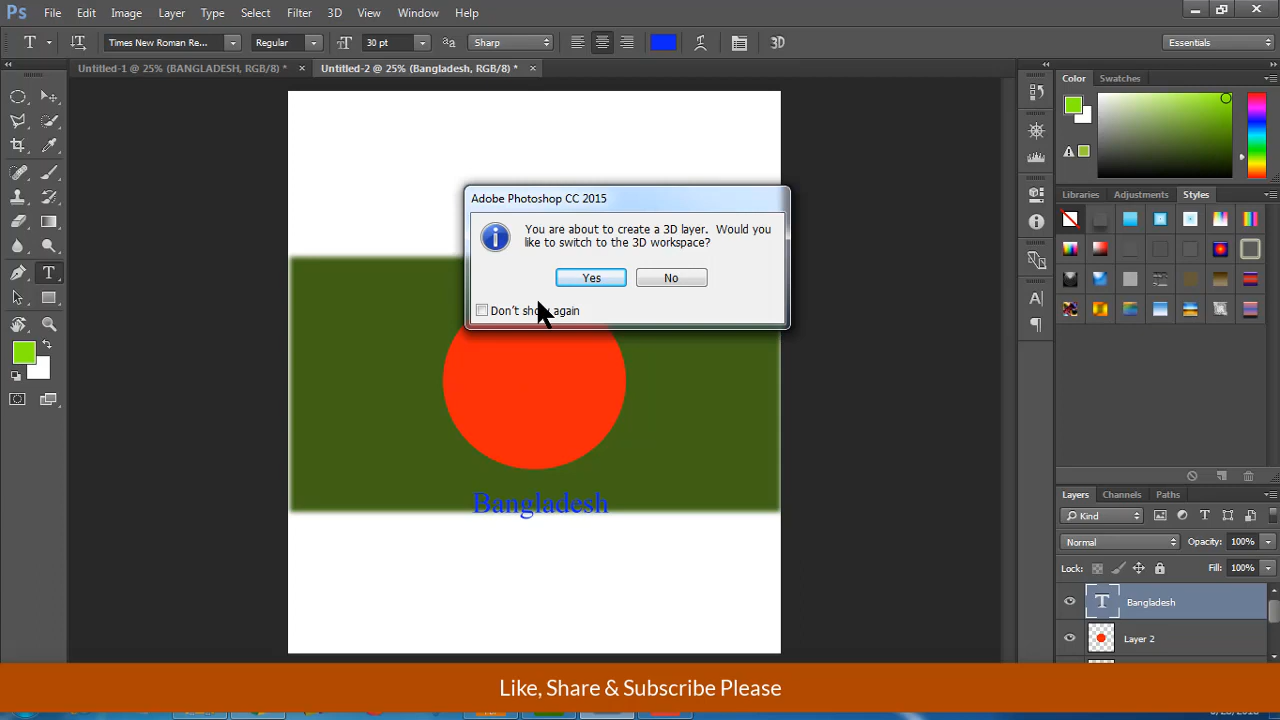 Ps File Edit Image Layer Type Select Filter 3D View Window Help
T Times New Roman Re... Regular 30 pt Sharp 3D Essentials
Untitled-1 @ 25% (BANGLADESH, RGB/8) * × Untitled-2 @ 25% (Bangladesh, RGB/8) * ×
Color Swatches
Adobe Photoshop CC 2015
You are about to create a 3D layer. Would you
like to switch to the 3D workspace?
Yes No
Don't show again
Bangladesh
Libraries Adjustments Styles
Layers Channels Paths
Kind
Normal Opacity: 100%
Lock: Fill: 100%
T Bangladesh
Layer 2
Like, Share & Subscribe Please